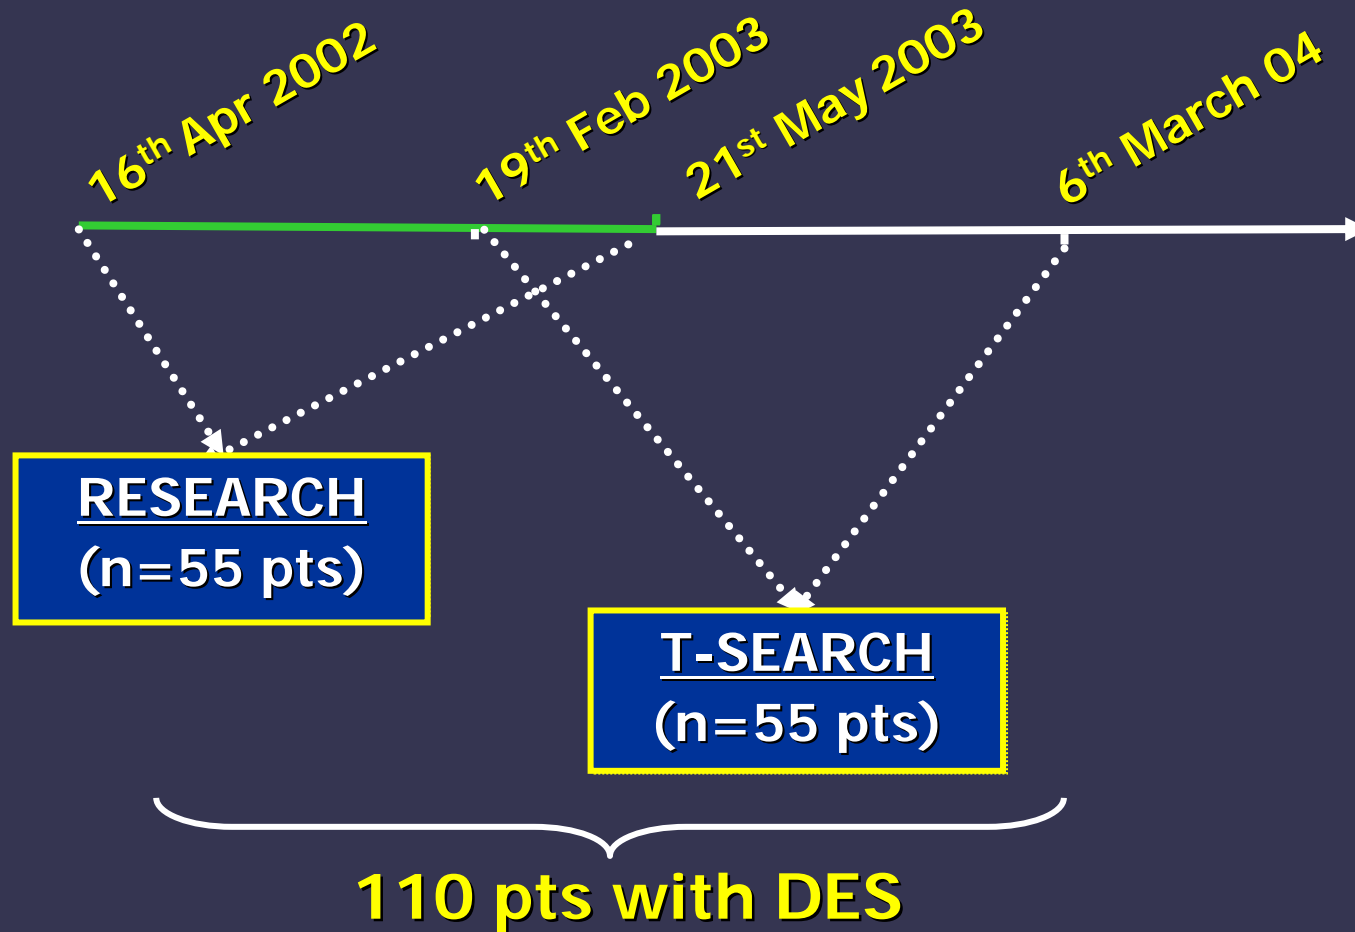 16th Apr 2002
19th Feb 2003
21st May 2003
6th March 04
RESEARCH
(n=55 pts)
T-SEARCH
(n=55 pts)
110 pts with DES